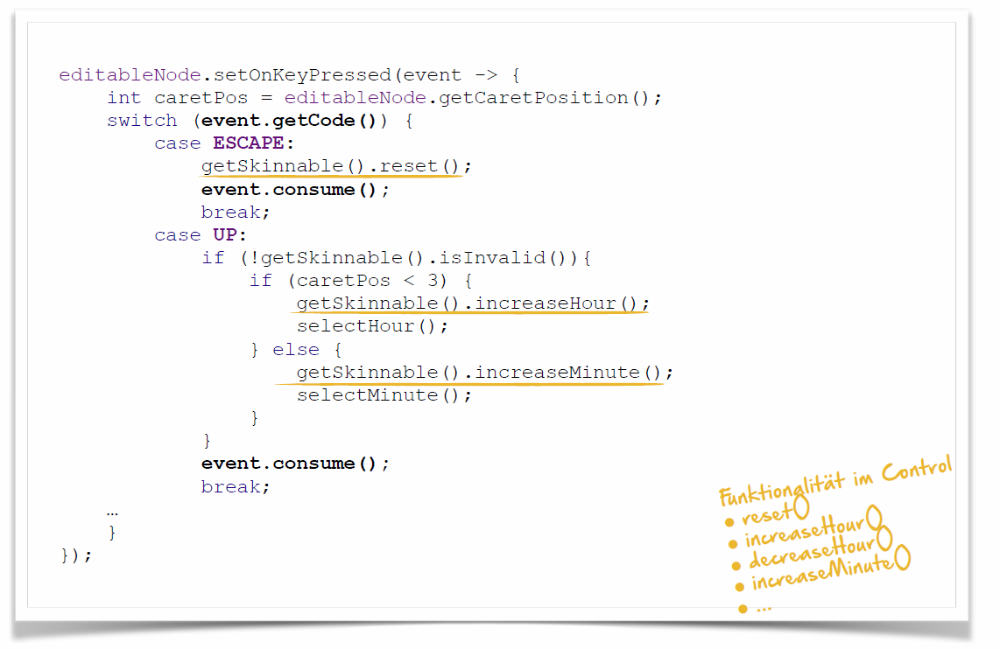 editableNode.setOnKeyPressed(event -> {
    int caretPos = editableNode.getCaretPosition();
    switch (event.getCode()) {
        case ESCAPE:
            getSkinnable().reset();
            event.consume();
            break;
        case UP:
            if (!getSkinnable().isInvalid()){
                if (caretPos < 3) {
                    getSkinnable().increaseHour();
                    selectHour();
                } else {
                    getSkinnable().increaseMinute();
                    selectMinute();
                }
            }
            event.consume();
            break;
    …
    }
});
Funktionalität im Control
• reset()
• increaseHour()
• decreaseHour()
• increaseMinute()
• ...